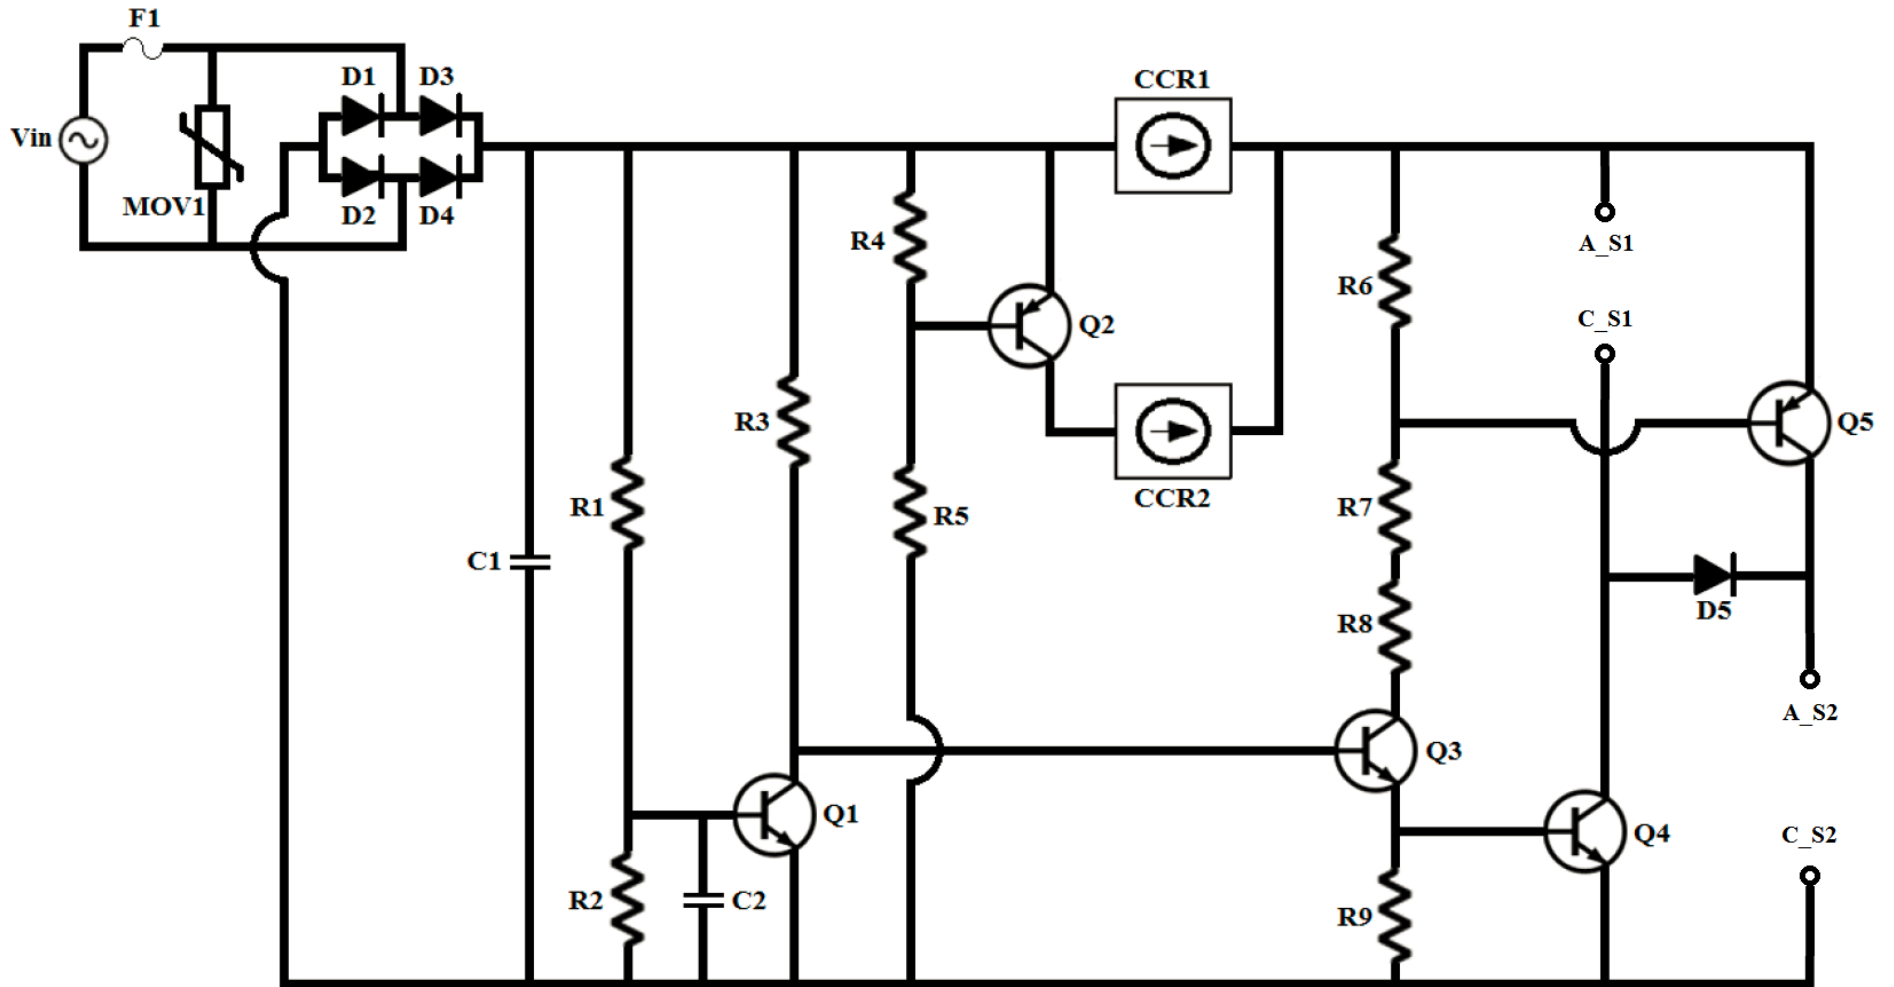 F1
D1
D3
CCR1
Vin
MOV1
D2
D4
R4
A_S1
R6
C_S1
Q2
R3
Q5
R1
CCR2
R7
R5
C1
D5
R8
A_S2
Q3
Q1
Q4
C_S2
R2
C2
R9